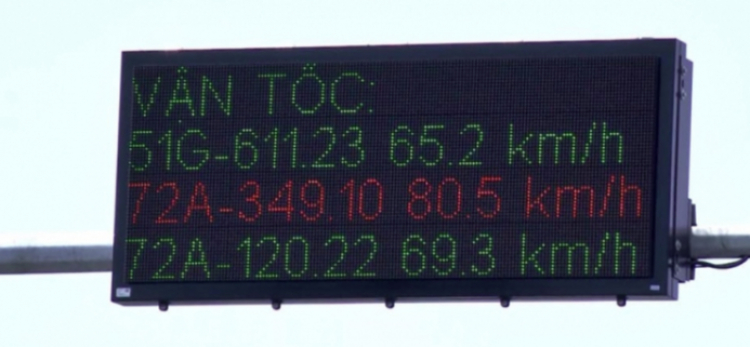 VẬN TỐC:
51G-611.23 65.2 km/h
72A-349.10 80.5 km/h
72A-120.22 69.3 km/h